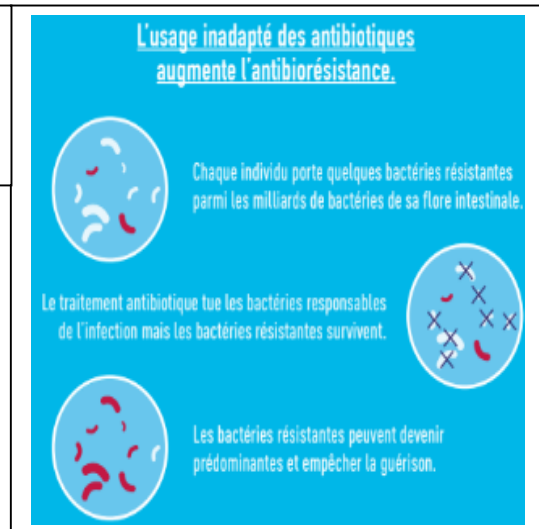 L'usage inadapté des antibiotiques
augmente l'antibiorésistance.
Chaque individu porte quelques bactéries résistantes
parmi les milliards de bactéries de sa flore intestinale.
Le traitement antibiotique tue les bactéries responsables
de l'infection mais les bactéries résistantes survivent.
Les bactéries résistantes peuvent devenir
prédominantes et empêcher la guérison.